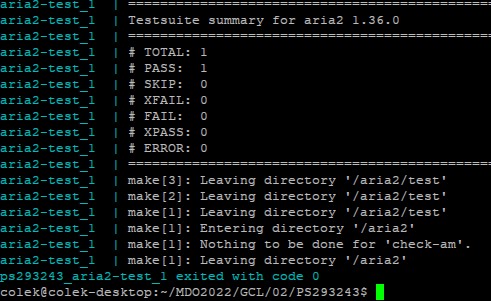 aria2-test_1 | ================================================
aria2-test_1 | Testsuite summary for aria2 1.36.0
aria2-test_1 | ================================================
aria2-test_1 | # TOTAL: 1
aria2-test_1 | # PASS:  1
aria2-test_1 | # SKIP:  0
aria2-test_1 | # XFAIL: 0
aria2-test_1 | # FAIL:  0
aria2-test_1 | # XPASS: 0
aria2-test_1 | # ERROR: 0
aria2-test_1 | ================================================
aria2-test_1 | make[3]: Leaving directory '/aria2/test'
aria2-test_1 | make[2]: Leaving directory '/aria2/test'
aria2-test_1 | make[1]: Leaving directory '/aria2/test'
aria2-test_1 | make[1]: Entering directory '/aria2'
aria2-test_1 | make[1]: Nothing to be done for 'check-am'.
aria2-test_1 | make[1]: Leaving directory '/aria2'
ps293243_aria2-test_1 exited with code 0
colek@colek-desktop:~/MDO2022/GCL/02/PS293243$